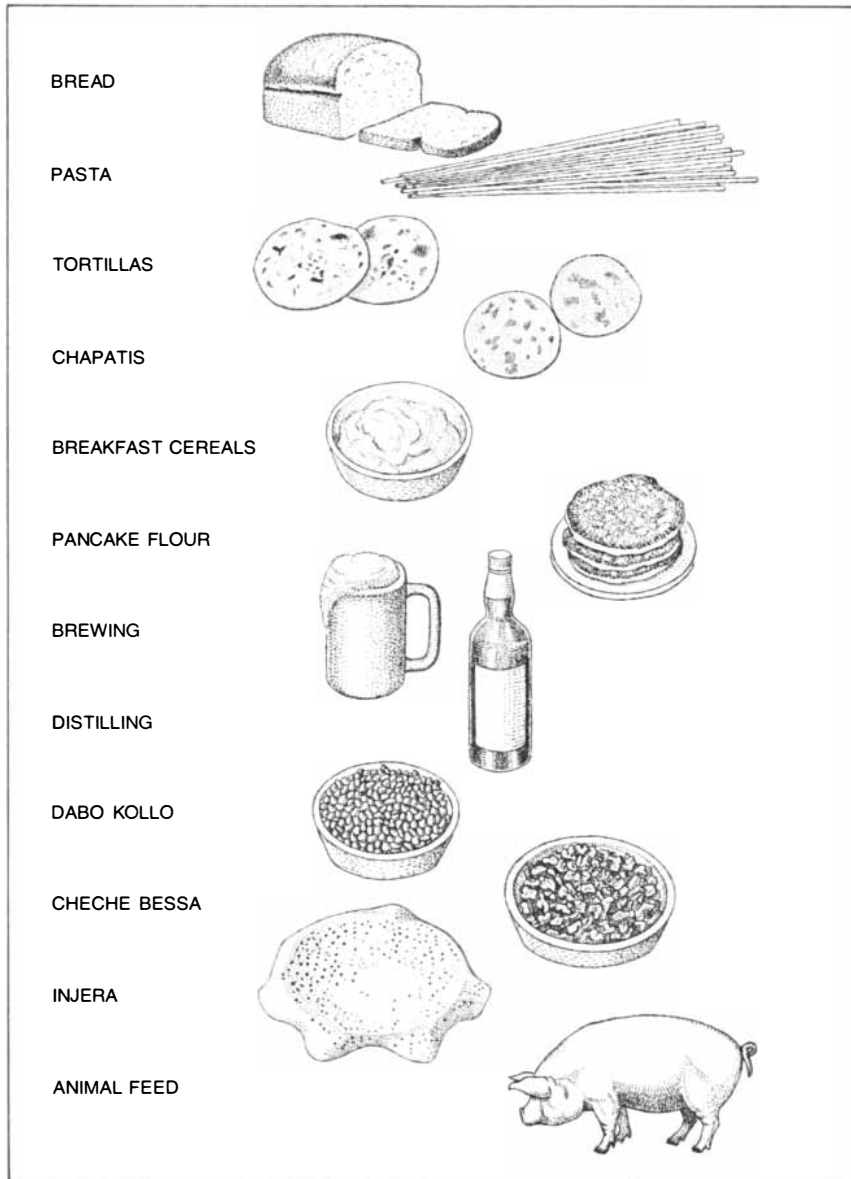 BREAD
PASTA
TORTILLAS
CHAPATIS
BREAKFAST CEREALS
PANCAKE FLOUR
BREWING
DISTILLING
DABO KOLLO
CHECHE BESSA
INJERA
ANIMAL FEED